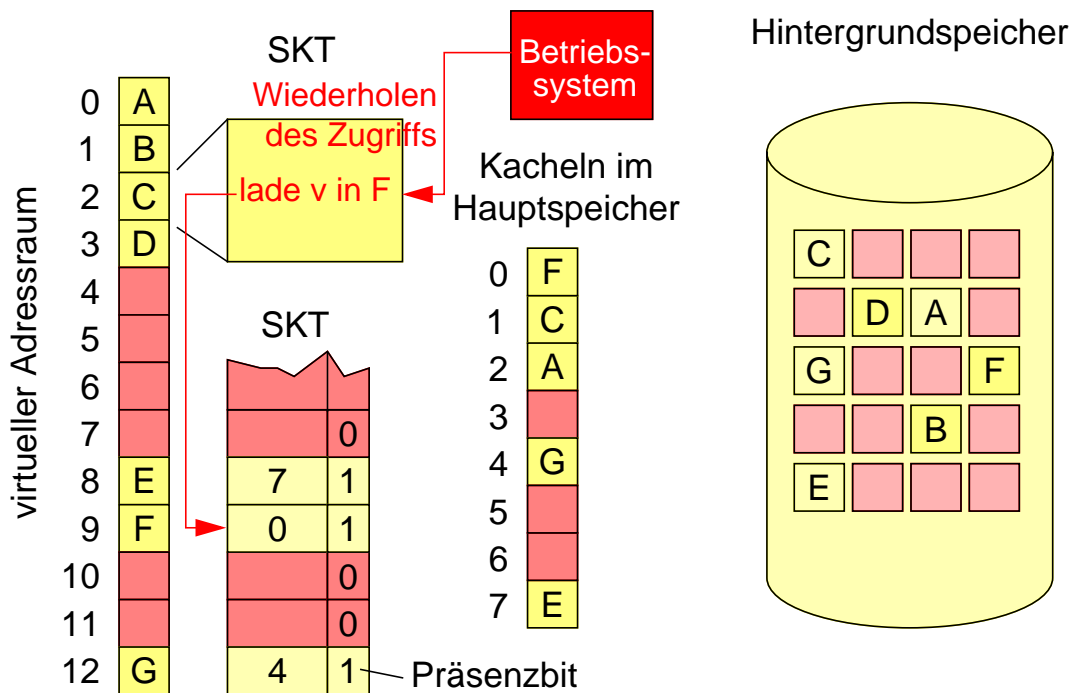 Hintergrundspeicher
SKT
Betriebs-
system
Wiederholen
des Zugriffs
lade v in F
virtueller Adressraum
0 A
1 B
2 C
3 D
4
5
6
7
8 E
9 F
10
11
12 G
SKT
0
7 1
0 1
0
0
4 1
Präsenzbit
Kacheln im
Hauptspeicher
0 F
1 C
2 A
3
4 G
5
6
7 E
C
D A
G F
B
E